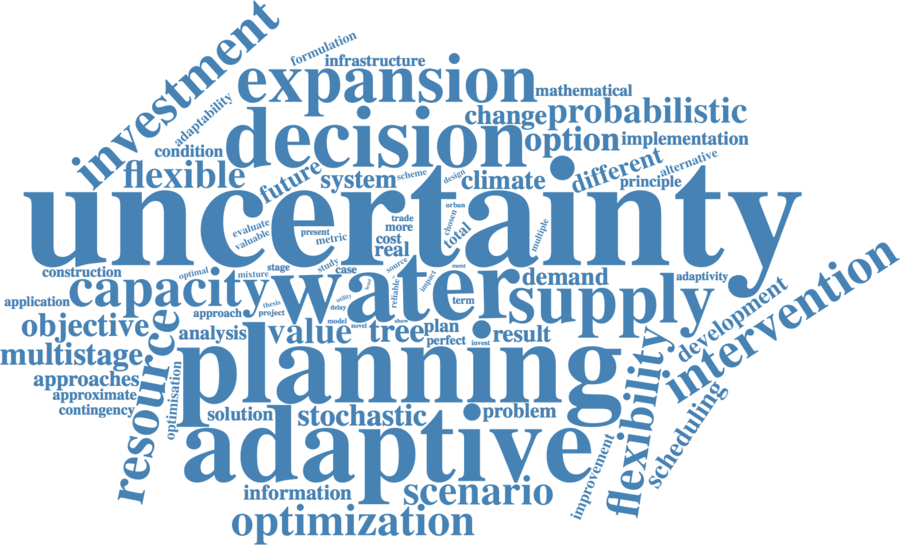 investment
formulation
infrastructure
expansion
mathematical
adaptability
change
probabilistic
condition
decision
option
implementation
flexible
future
system
scheme
design
climate
different
principle
alternative
uncertainty
urban
trade
more
chosen
evaluate
valuable
present
metric
cost
real
total
multiple
construction
optimal
mixture
stage
study
case
source
impact
most
demand
adaptivity
application
capacity
water
supply
approach
thesis
project
utility
delay
level
reliable
term
objective
resource
analysis
value
model
novel
show
tree
plan
perfect
invest
result
development
intervention
multistage
planning
flexibility
approaches
approximate
contingency
optimisation
solution
stochastic
problem
scheduling
adaptive
improvement
information
scenario
optimization